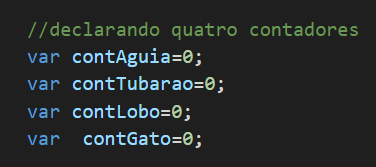 //declarando quatro contadores
var contAguia=0;
var contTubarao=0;
var contLobo=0;
var  contGato=0;